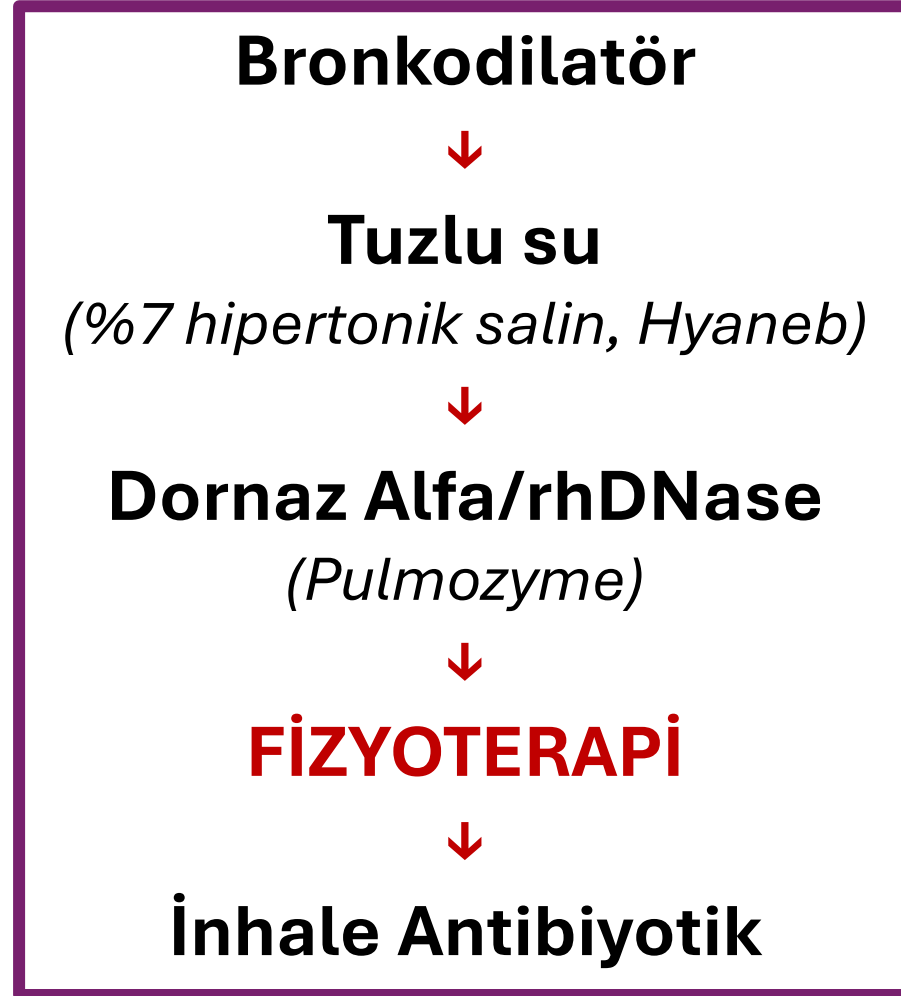 Bronkodilatör
↓
Tuzlu su
(%7 hipertonik salin, Hyaneb)
↓
Dornaz Alfa/rhDNase
(Pulmozyme)
↓
FİZYOTERAPİ
↓
İnhale Antibiyotik